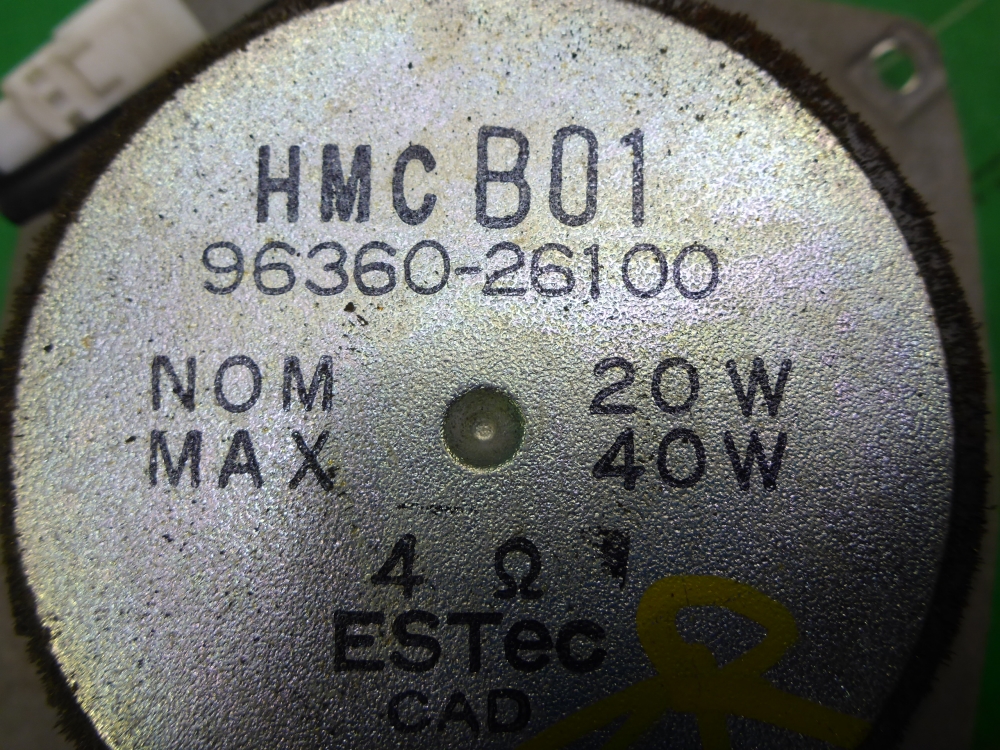 HMC B01
96360-26100
NOM 20W
MAX 40W
4 Ω
ESTec
CAD